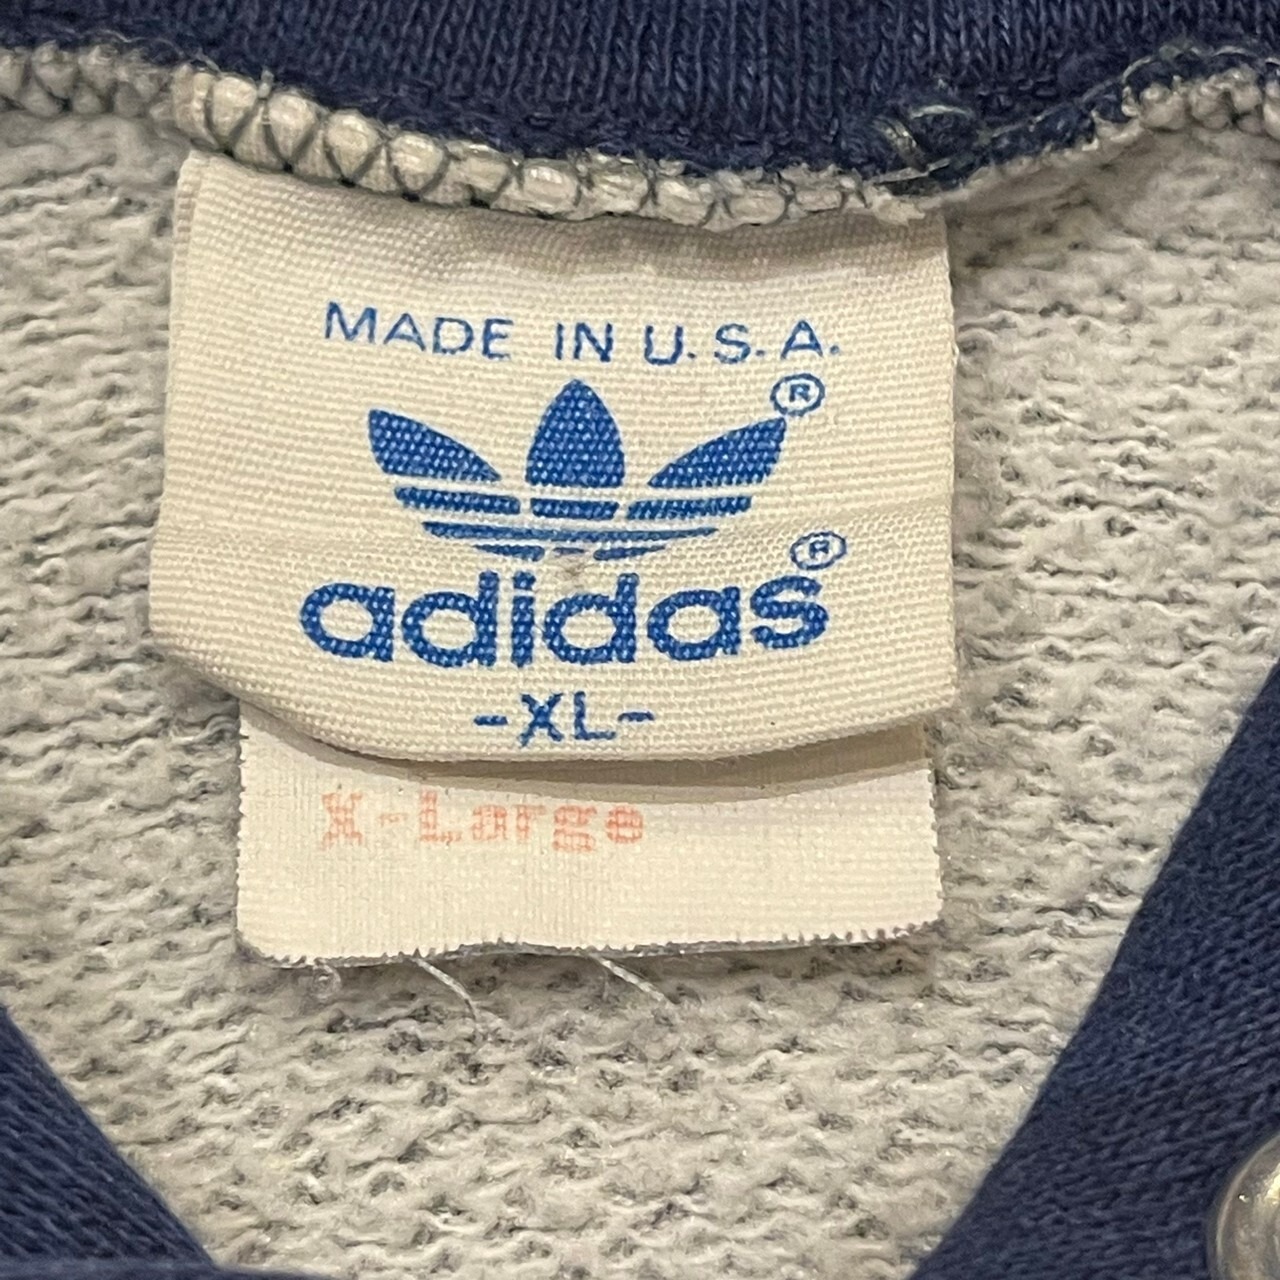 MADE IN U.S.A.
®
adidas®
-XL-
X-Large